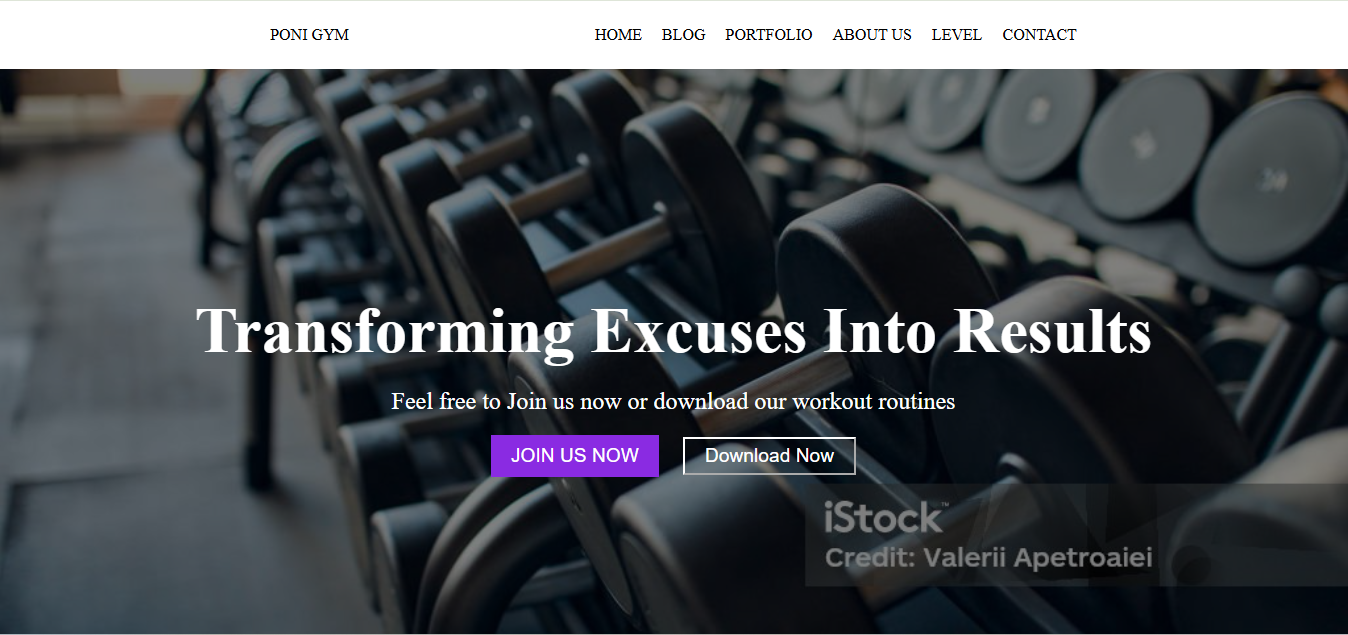 PONI GYM HOME BLOG PORTFOLIO ABOUT US LEVEL CONTACT
Transforming Excuses Into Results
Feel free to Join us now or download our workout routines
JOIN US NOW Download Now
iStock™
Credit: Valerii Apetroaiei